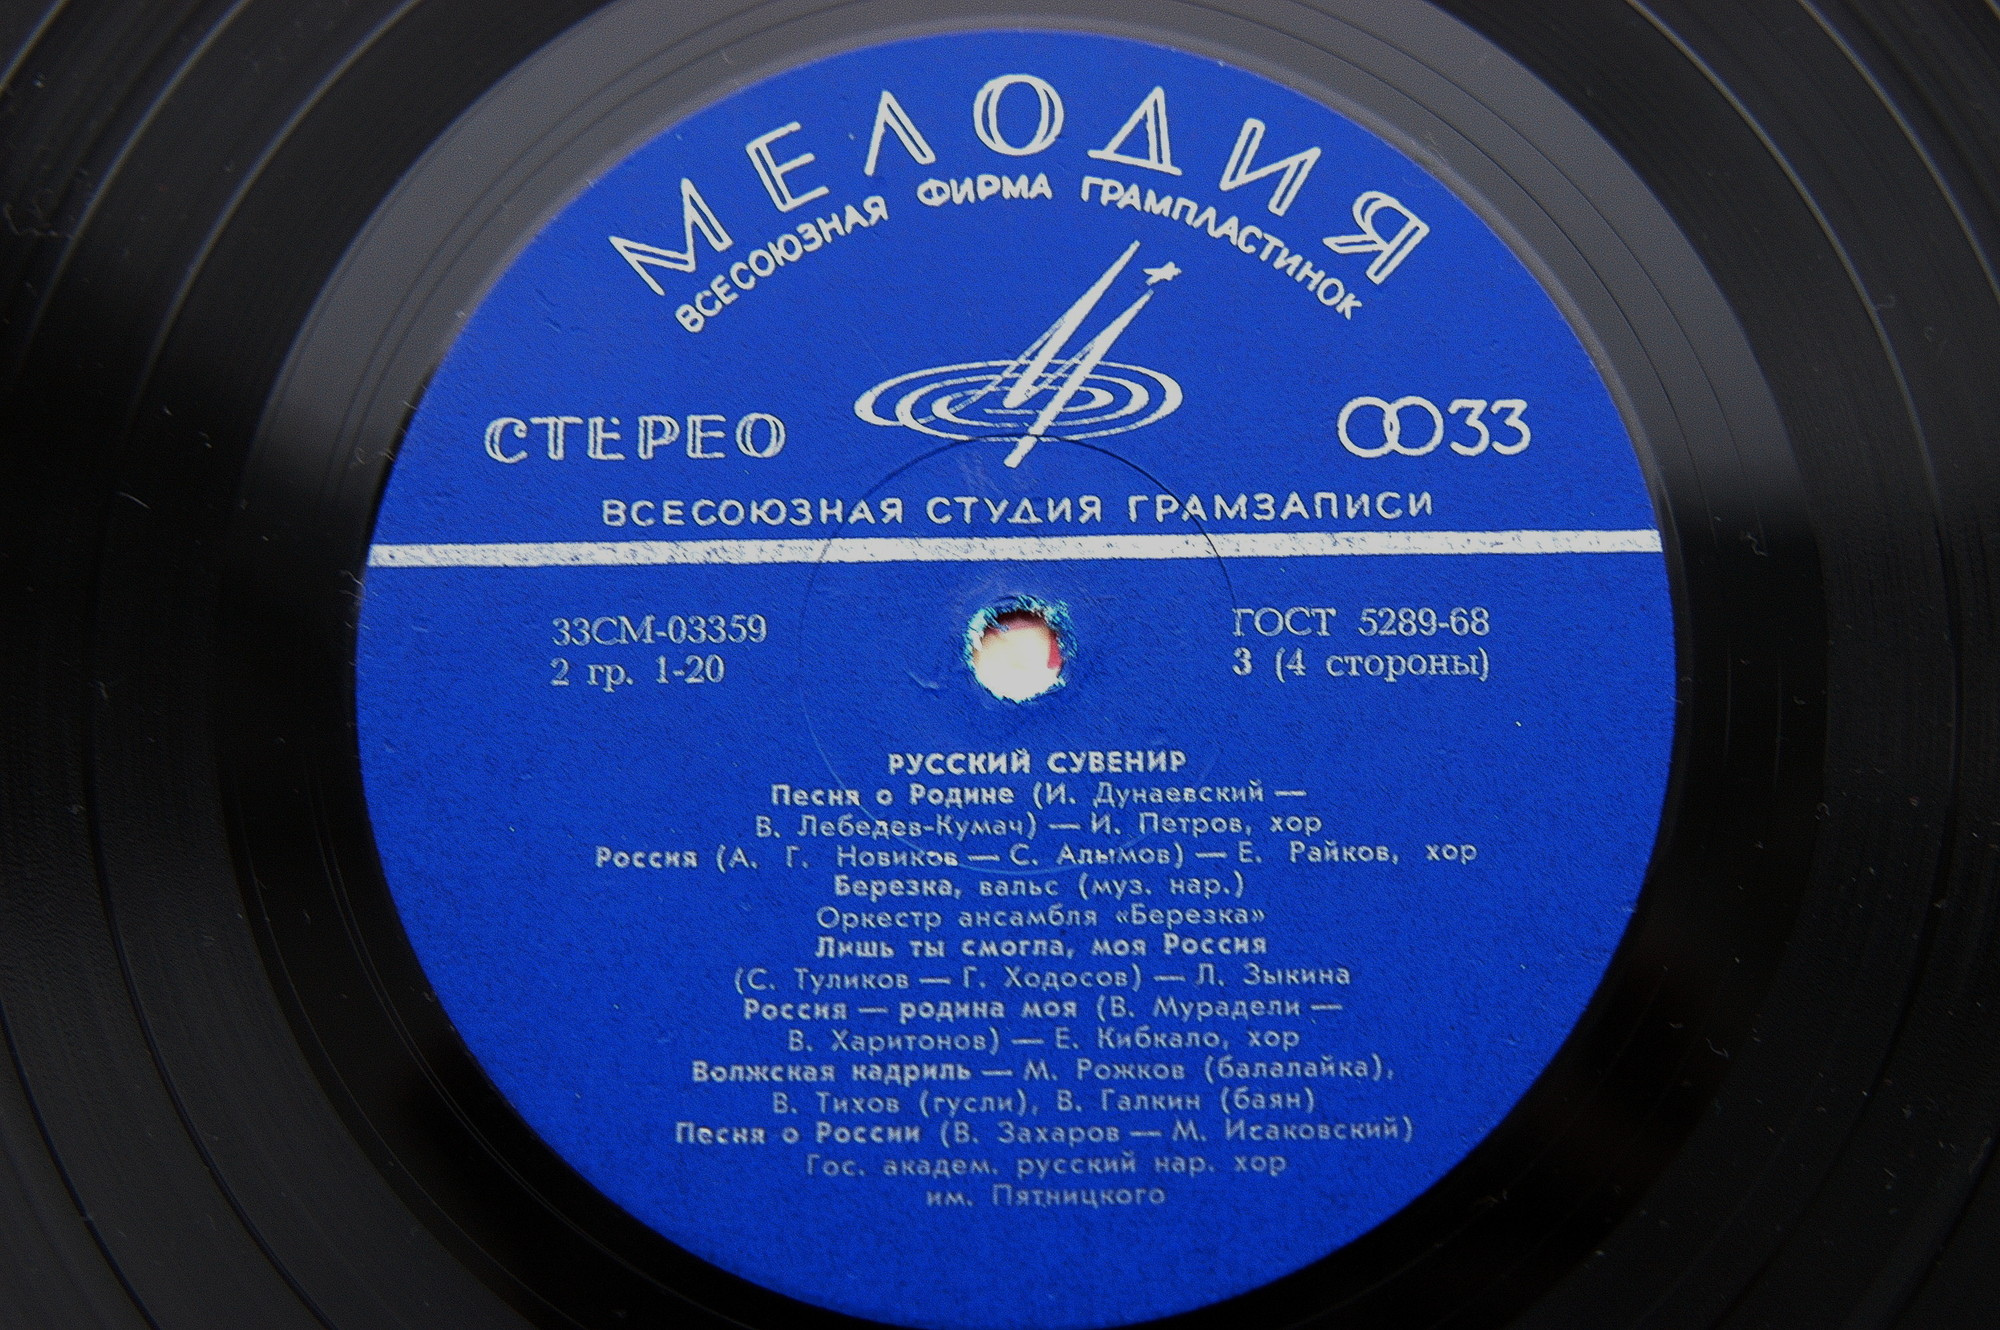 МЕЛОДИЯ
ВСЕСОЮЗНАЯ ФИРМА ГРАМПЛАСТИНОК
СТЕРЕО
33
ВСЕСОЮЗНАЯ СТУДИЯ ГРАМЗАПИСИ
33СМ-03359
2 гр. 1-20
ГОСТ 5289-68
3 (4 стороны)
РУССКИЙ СУВЕНИР
Песня о Родине (И. Дунаевский —
В. Лебедев-Кумач) — И. Петров, хор
Россия (А. Г. Новиков — С. Алымов) — Е. Райков, хор
Березка, вальс (муз. нар.)
Оркестр ансамбля «Березка»
Лишь ты смогла, моя Россия
(С. Туликов — Г. Ходосов) — Л. Зыкина
Россия — родина моя (В. Мурадели —
В. Харитонов) — Е. Кибкало, хор
Волжская кадриль — М. Рожков (балалайка),
В. Тихов (гусли), В. Галкин (баян)
Песня о России (В. Захаров — М. Исаковский)
Гос. академ. русский нар. хор
им. Пятницкого